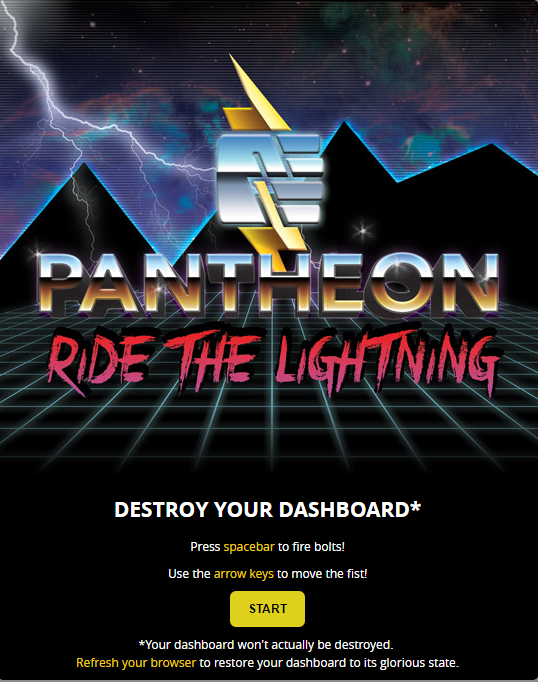 PANTHEON
RIDE THE LIGHTNING
DESTROY YOUR DASHBOARD*
Press spacebar to fire bolts!
Use the arrow keys to move the fist!
START
*Your dashboard won't actually be destroyed.
Refresh your browser to restore your dashboard to its glorious state.